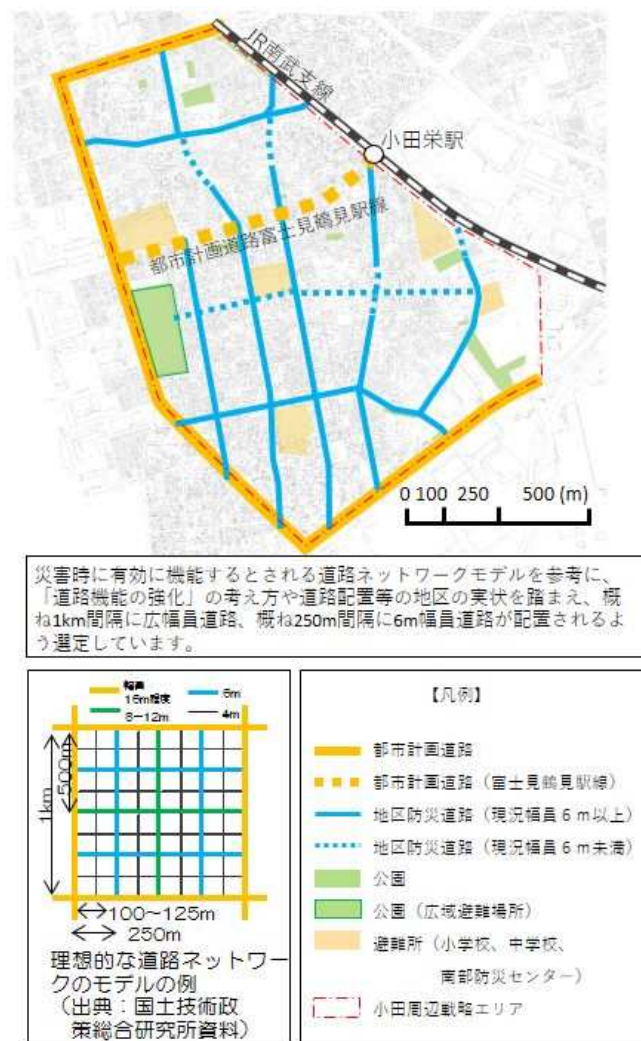 JR南武支線
小田栄駅
都市計画道路富士見鶴見駅線
0 100 250 500 (m)
災害時に有効に機能するとされる道路ネットワークモデルを参考に、
「道路機能の強化」の考え方や道路配置等の地区の実状を踏まえ、概
ね1km間隔に広幅員道路、概ね250m間隔に6m幅員道路が配置されるよ
う選定しています。
幅員
16m程度
6m
8−12m
4m
1km
500m
100〜125m
250m
理想的な道路ネットワー
クのモデルの例
（出典：国土技術政
策総合研究所資料）
【凡例】
都市計画道路
都市計画道路（富士見鶴見駅線）
地区防災道路（現況幅員６ｍ以上）
地区防災道路（現況幅員６ｍ未満）
公園
公園（広域避難場所）
避難所（小学校、中学校、
南部防災センター）
小田周辺戦略エリア